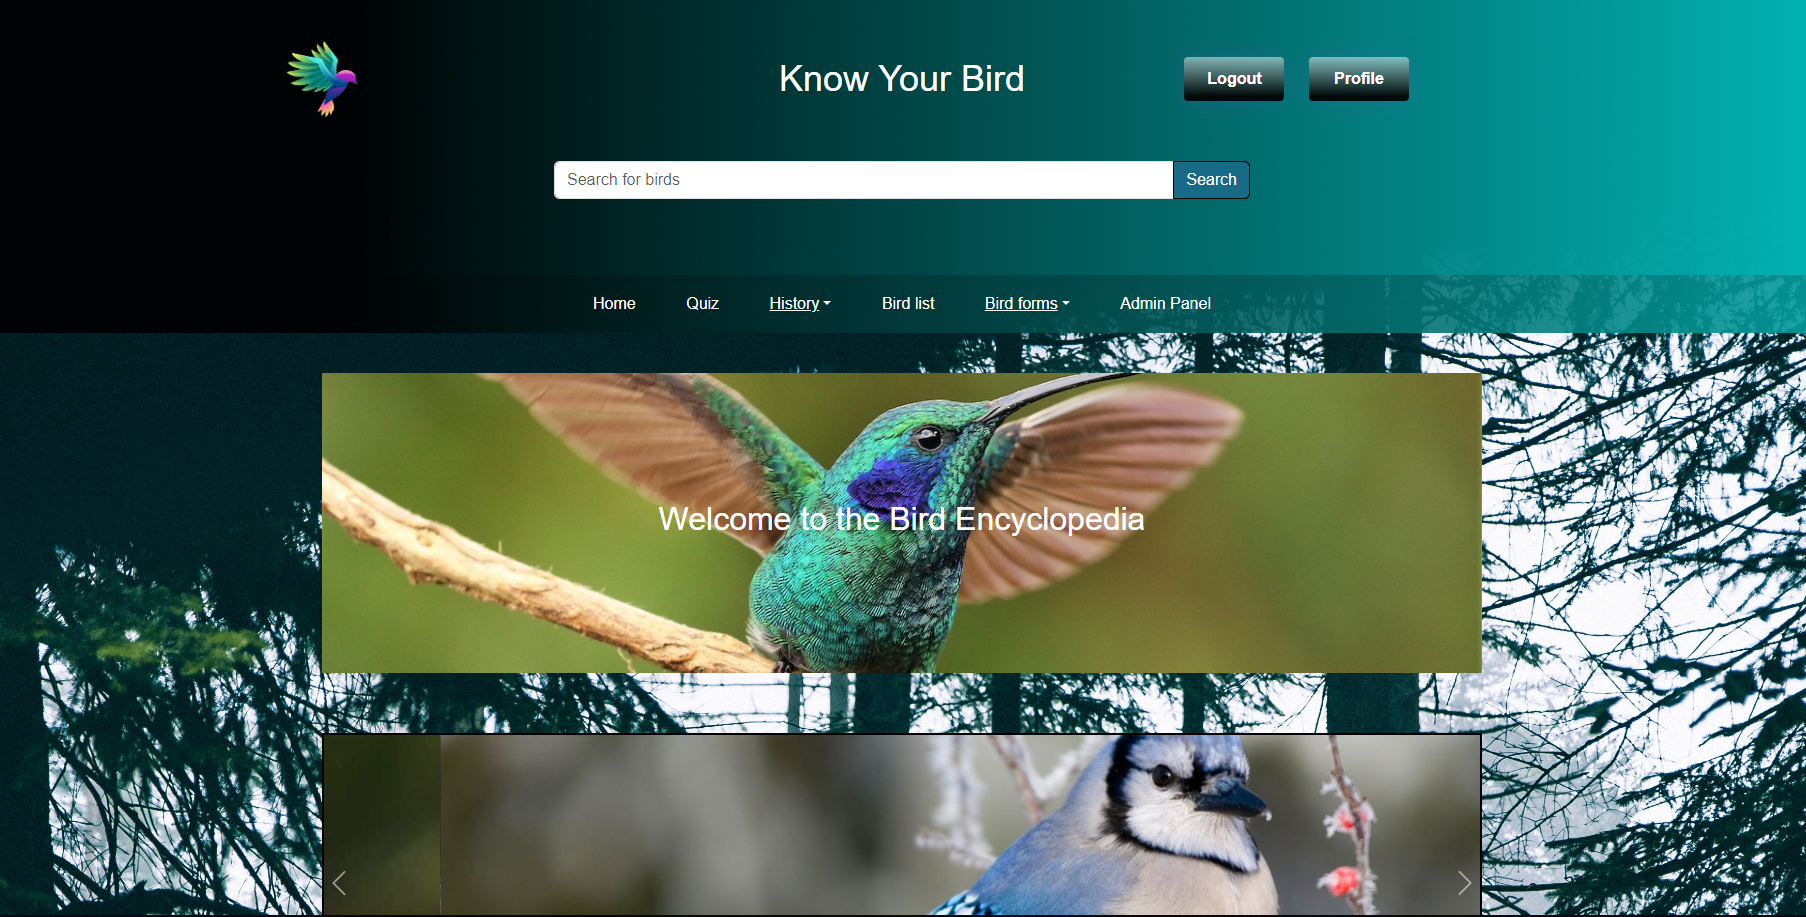 Know Your Bird
Logout
Profile
Search for birds
Search
Home
Quiz
History
Bird list
Bird forms
Admin Panel
Welcome to the Bird Encyclopedia